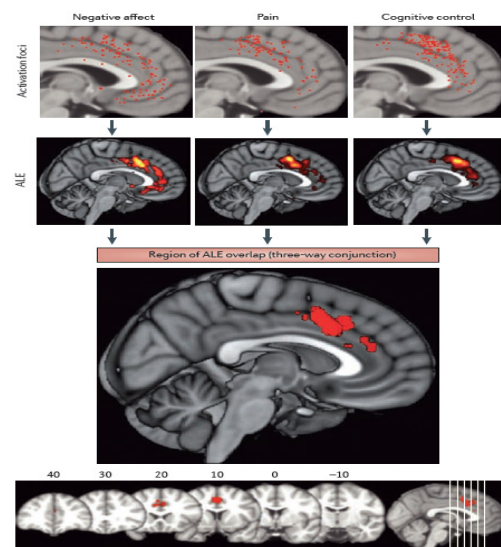 Negative affect Pain Cognitive control
Activation foci
ALE
Region of ALE overlap (three-way conjunction)
40 30 20 10 0 −10